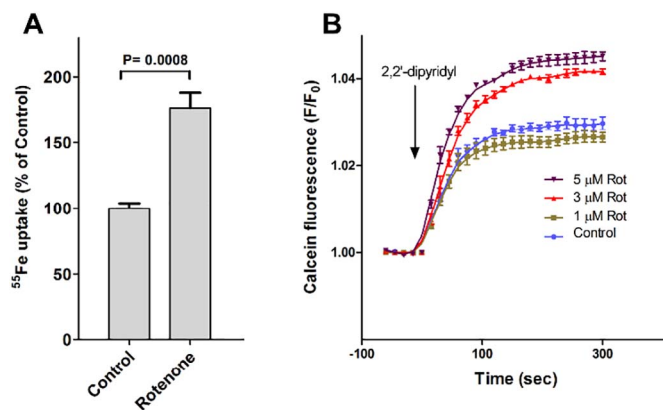 A
P= 0.0008
200
150
100
50
0
⁵⁵Fe uptake (% of Control)
Control
Rotenone
B
2,2'-dipyridyl
1.04
1.02
1.00
Calcein fluorescence (F/F₀)
5 μM Rot
3 μM Rot
1 μM Rot
Control
-100 100 300
Time (sec)